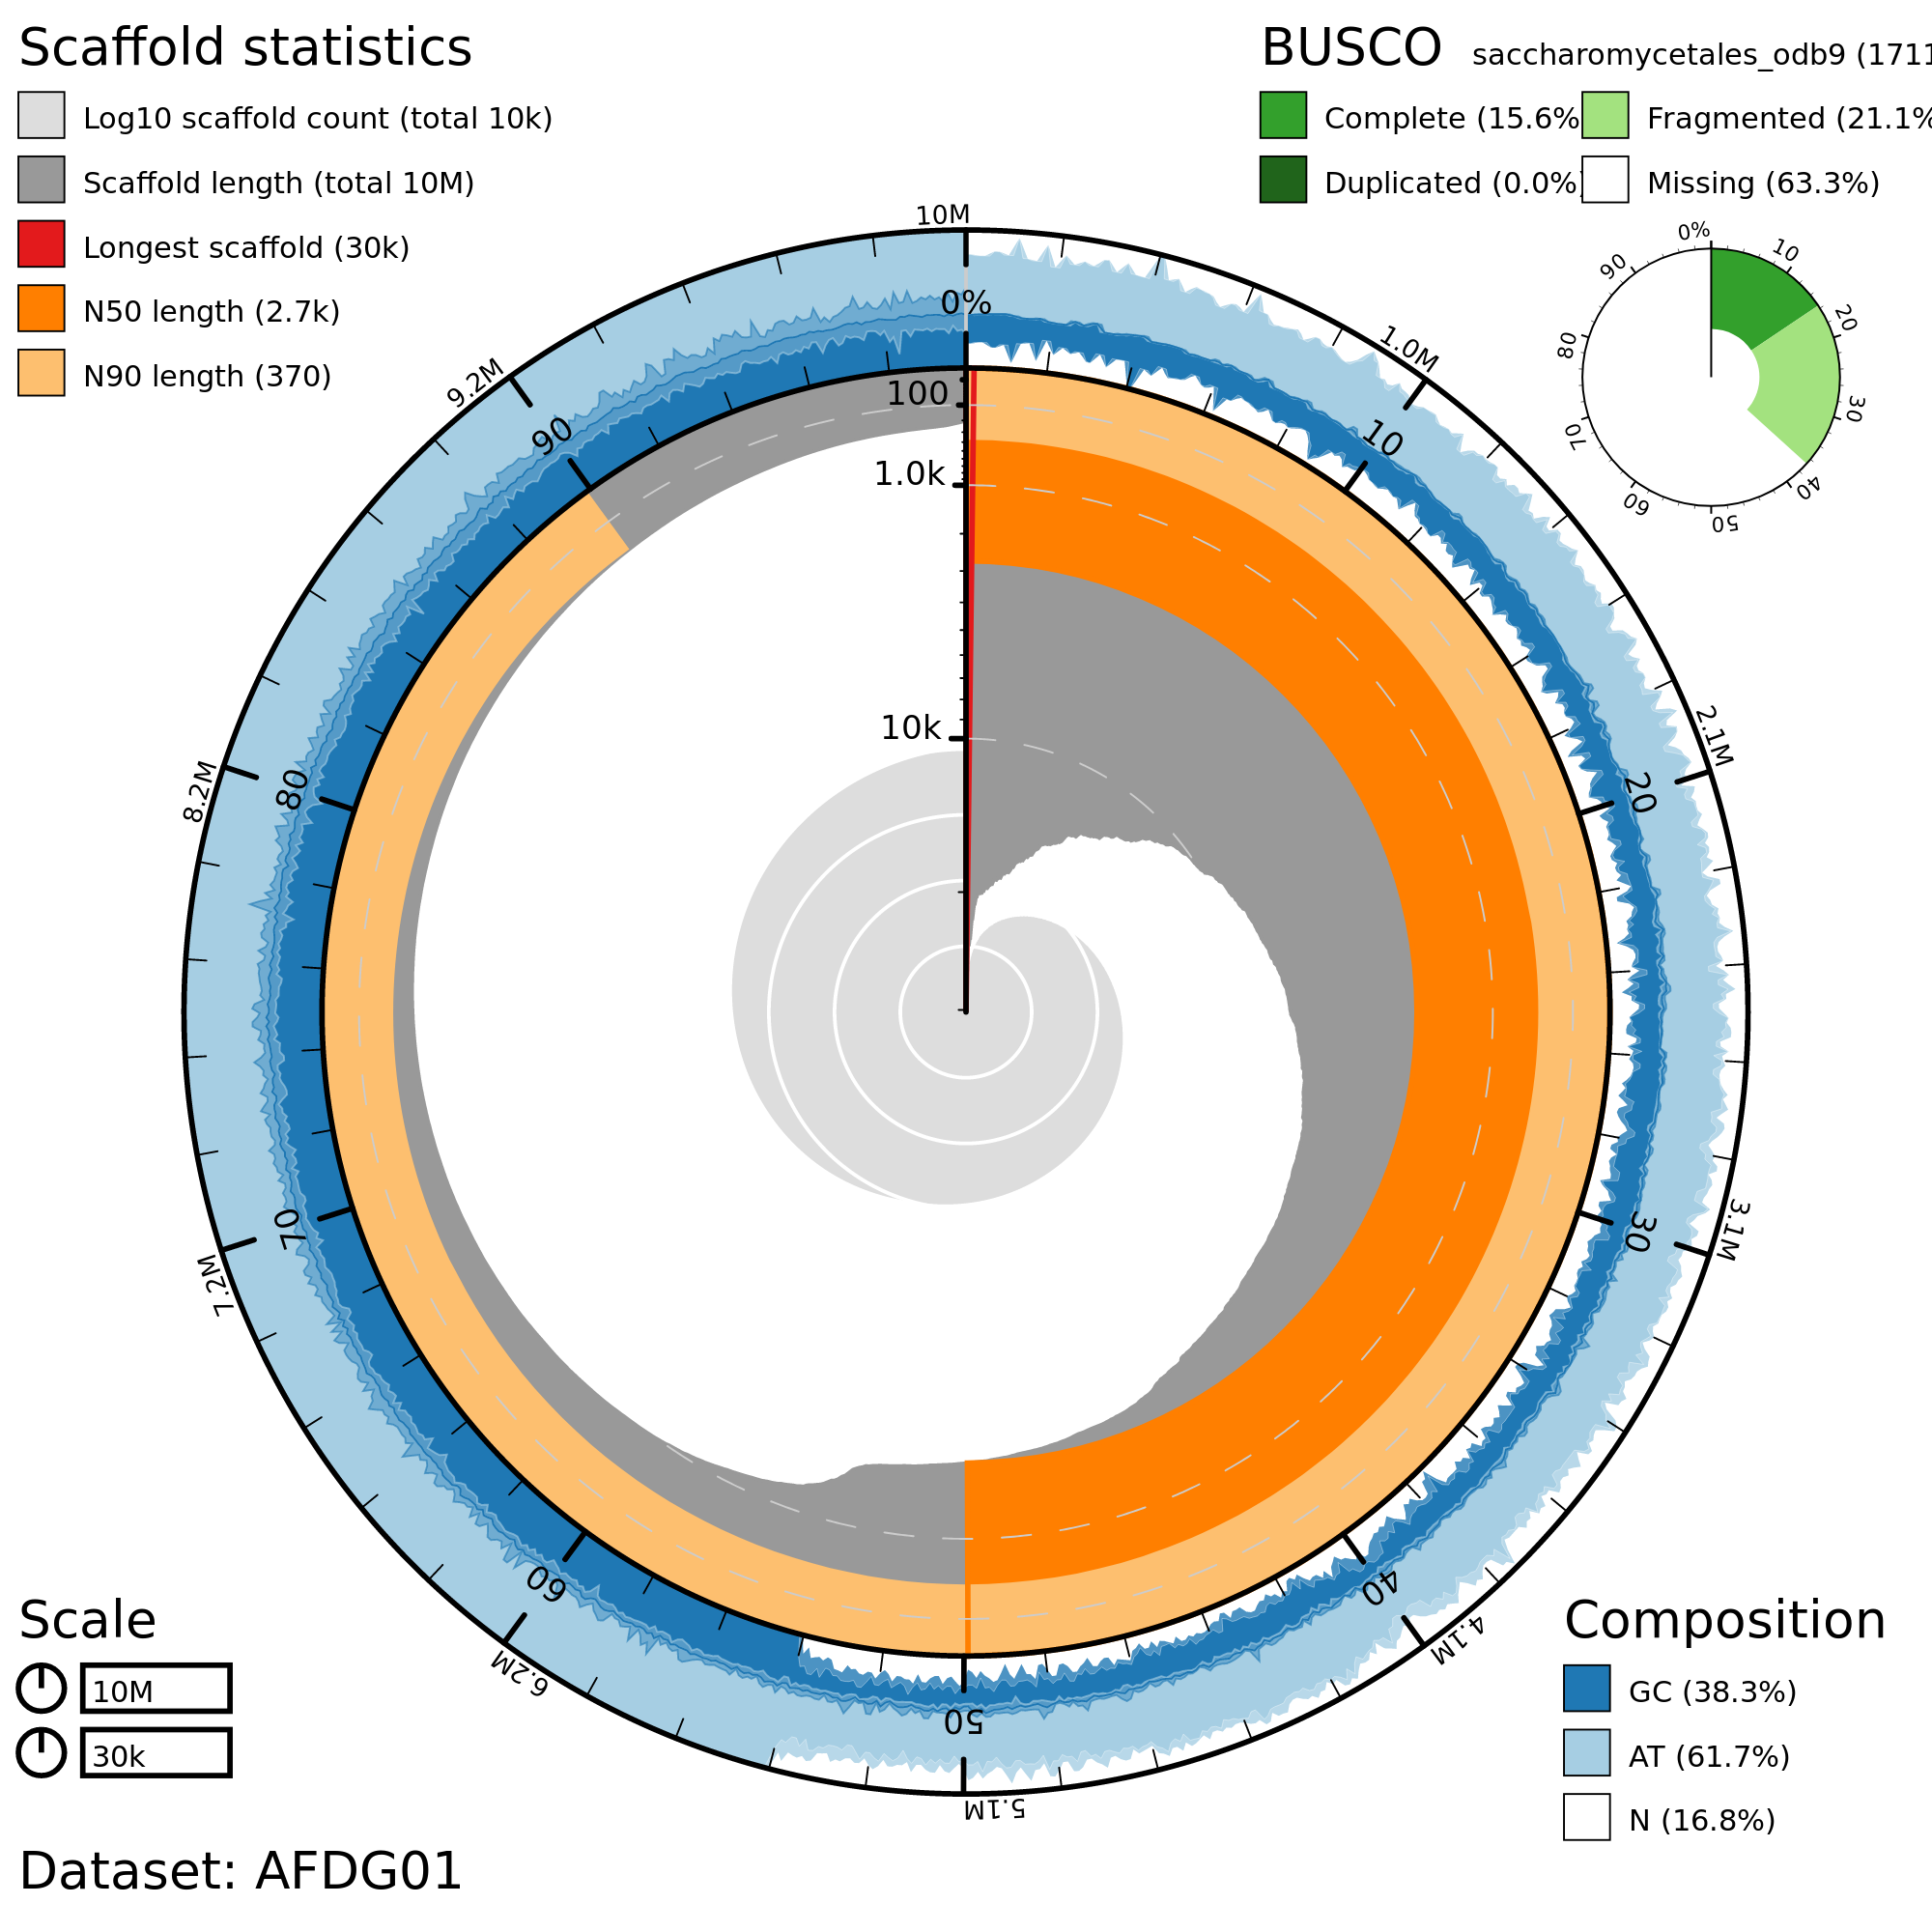 Scaffold statistics
Log10 scaffold count (total 10k)
Scaffold length (total 10M)
Longest scaffold (30k)
N50 length (2.7k)
N90 length (370)
BUSCO saccharomycetales_odb9 (1711
Complete (15.6%
Fragmented (21.1%
Duplicated (0.0%)
Missing (63.3%)
0%
10
20
30
40
50
60
70
80
90
10M
1.0M
2.1M
3.1M
4.1M
5.1M
6.2M
7.2M
8.2M
9.2M
0%
10
20
30
40
50
60
70
80
90
100
1.0k
10k
Scale
10M
30k
Composition
GC (38.3%)
AT (61.7%)
N (16.8%)
Dataset: AFDG01